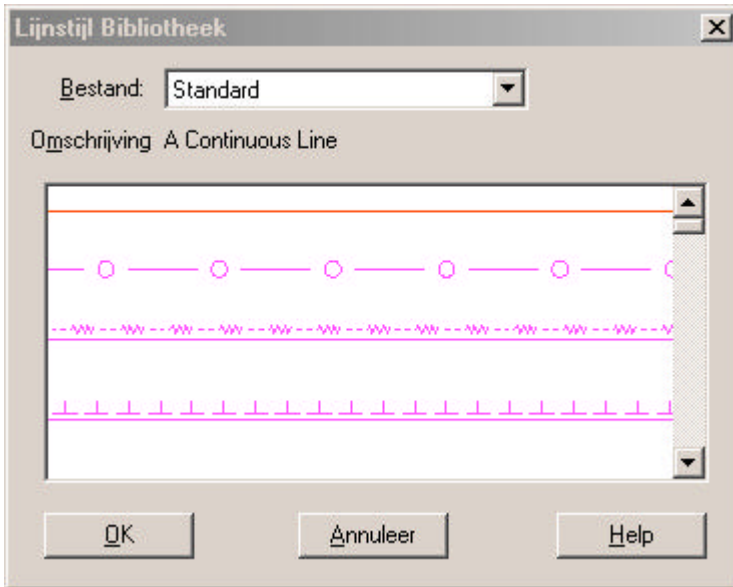 Lijnstijl Bibliotheek
Bestand: Standard
Omschrijving A Continuous Line
OK Annuleer Help